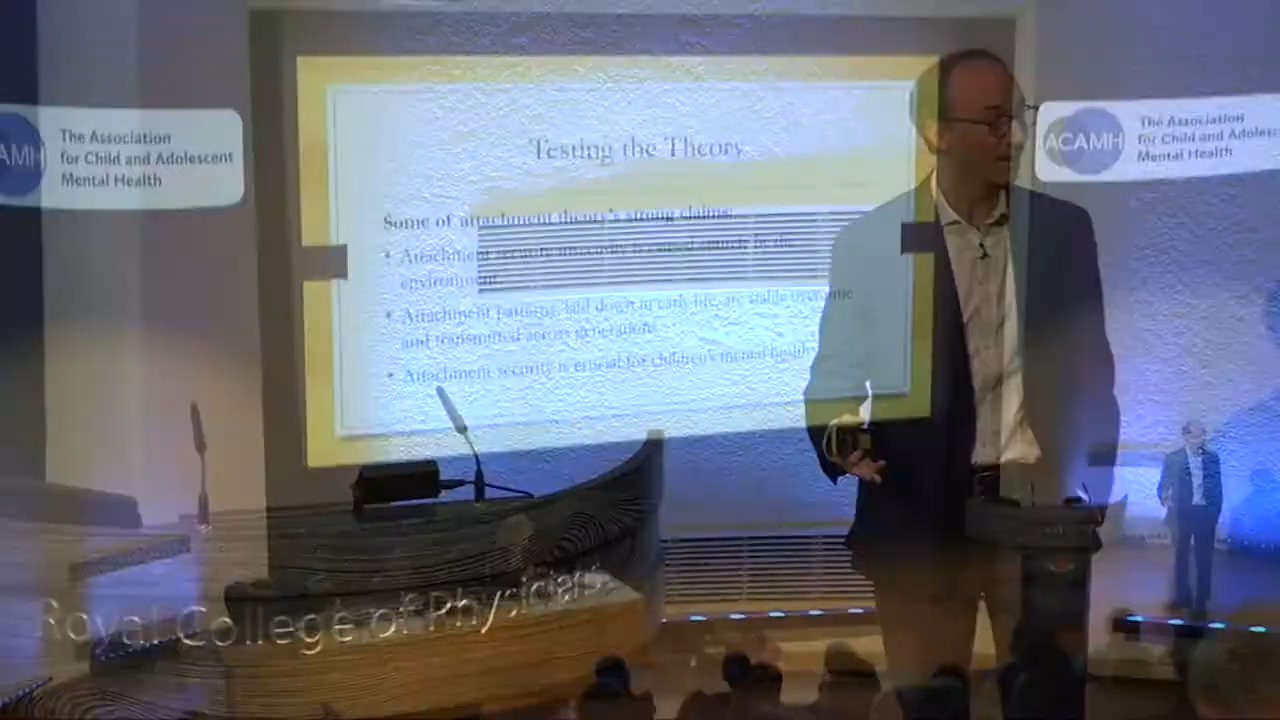 AMH
The Association
for Child and Adolescent
Mental Health
Testing the Theory
Some of attachment theory's strong claims:
• Attachment security/insecurity is caused entirely by the
environment.
• Attachment patterns, laid down in early life, are stable over time
and transmitted across generations.
• Attachment security is crucial for children's mental health
ACAMH
The Association
for Child and Adolesc
Mental Health
Royal College of Physicians